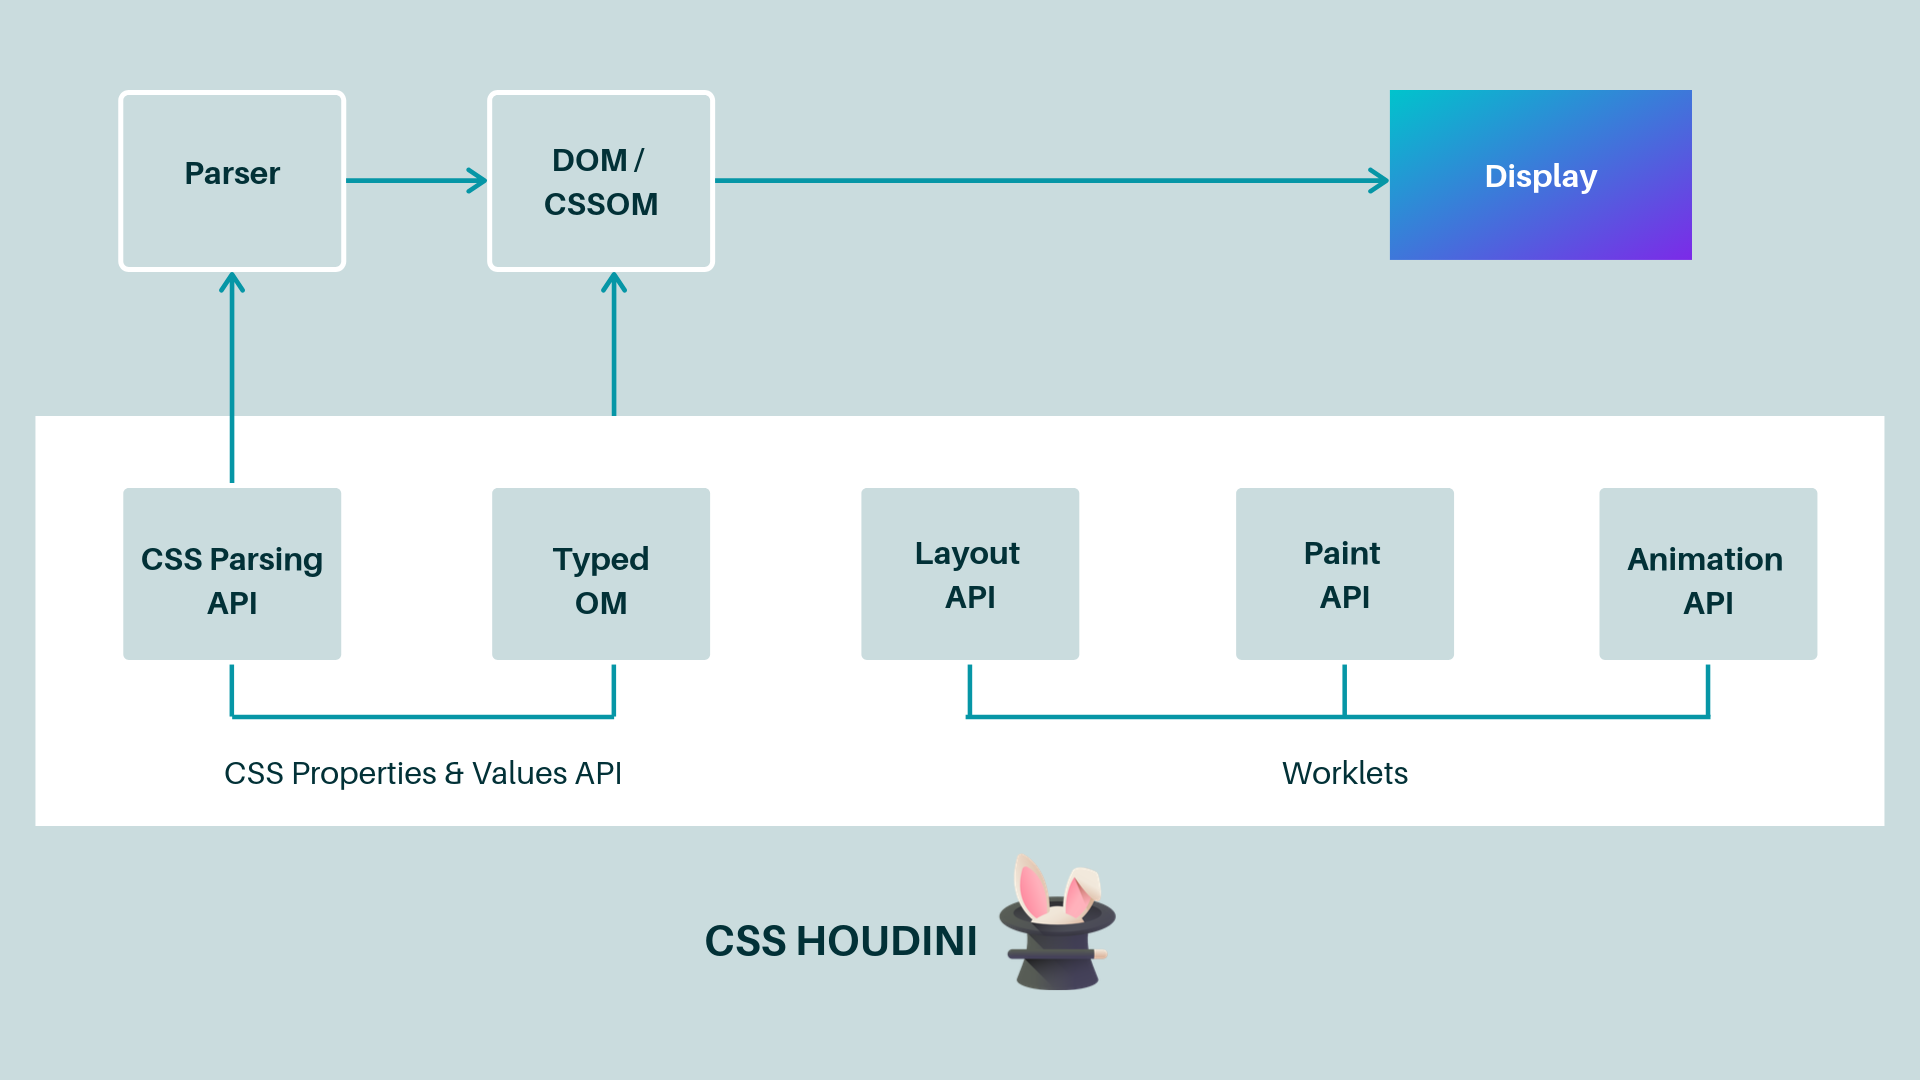 Parser
DOM /
CSSOM
Display
CSS Parsing
API
Typed
OM
Layout
API
Paint
API
Animation
API
CSS Properties & Values API
Worklets
CSS HOUDINI